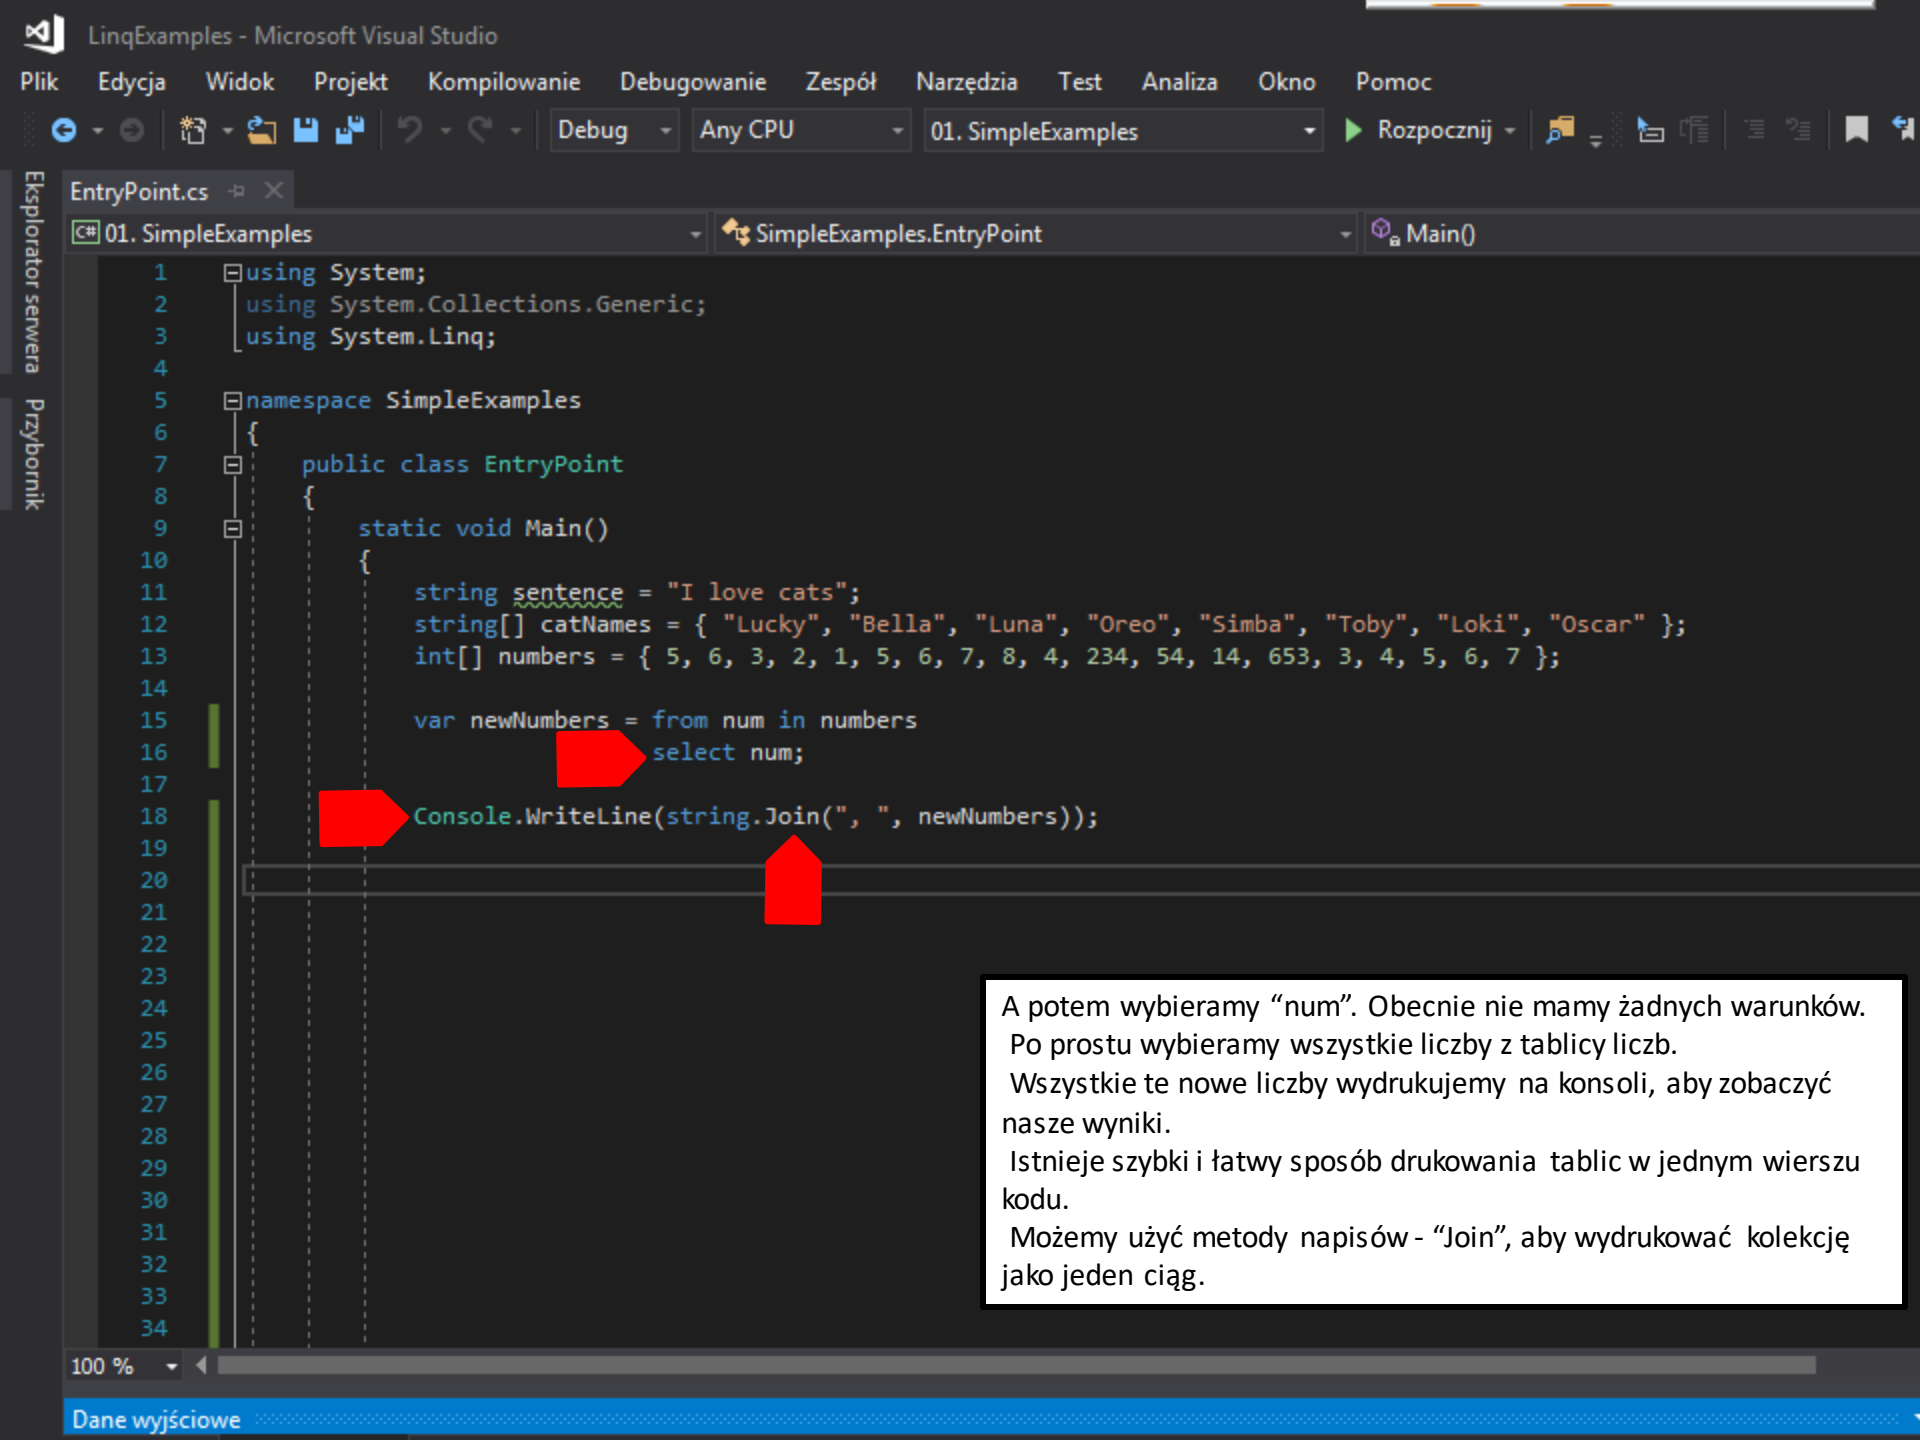 LinqExamples - Microsoft Visual Studio
Plik Edycja Widok Projekt Kompilowanie Debugowanie Zespół Narzędzia Test Analiza Okno Pomoc
Debug Any CPU 01. SimpleExamples Rozpocznij
Eksplorator serwera
Przybornik
EntryPoint.cs
C# 01. SimpleExamples SimpleExamples.EntryPoint Main()
1 using System;
2 using System.Collections.Generic;
3 using System.Linq;
4
5 namespace SimpleExamples
6 {
7 public class EntryPoint
8 {
9 static void Main()
10 {
11 string sentence = "I love cats";
12 string[] catNames = { "Lucky", "Bella", "Luna", "Oreo", "Simba", "Toby", "Loki", "Oscar" };
13 int[] numbers = { 5, 6, 3, 2, 1, 5, 6, 7, 8, 4, 234, 54, 14, 653, 3, 4, 5, 6, 7 };
14
15 var newNumbers = from num in numbers
16 select num;
17
18 Console.WriteLine(string.Join(", ", newNumbers));
19
20
21
22
23
24
25
26
27
28
29
30
31
32
33
34
A potem wybieramy “num”. Obecnie nie mamy żadnych warunków.
Po prostu wybieramy wszystkie liczby z tablicy liczb.
Wszystkie te nowe liczby wydrukujemy na konsoli, aby zobaczyć
nasze wyniki.
Istnieje szybki i łatwy sposób drukowania tablic w jednym wierszu
kodu.
Możemy użyć metody napisów - “Join”, aby wydrukować kolekcję
jako jeden ciąg.
100 %
Dane wyjściowe